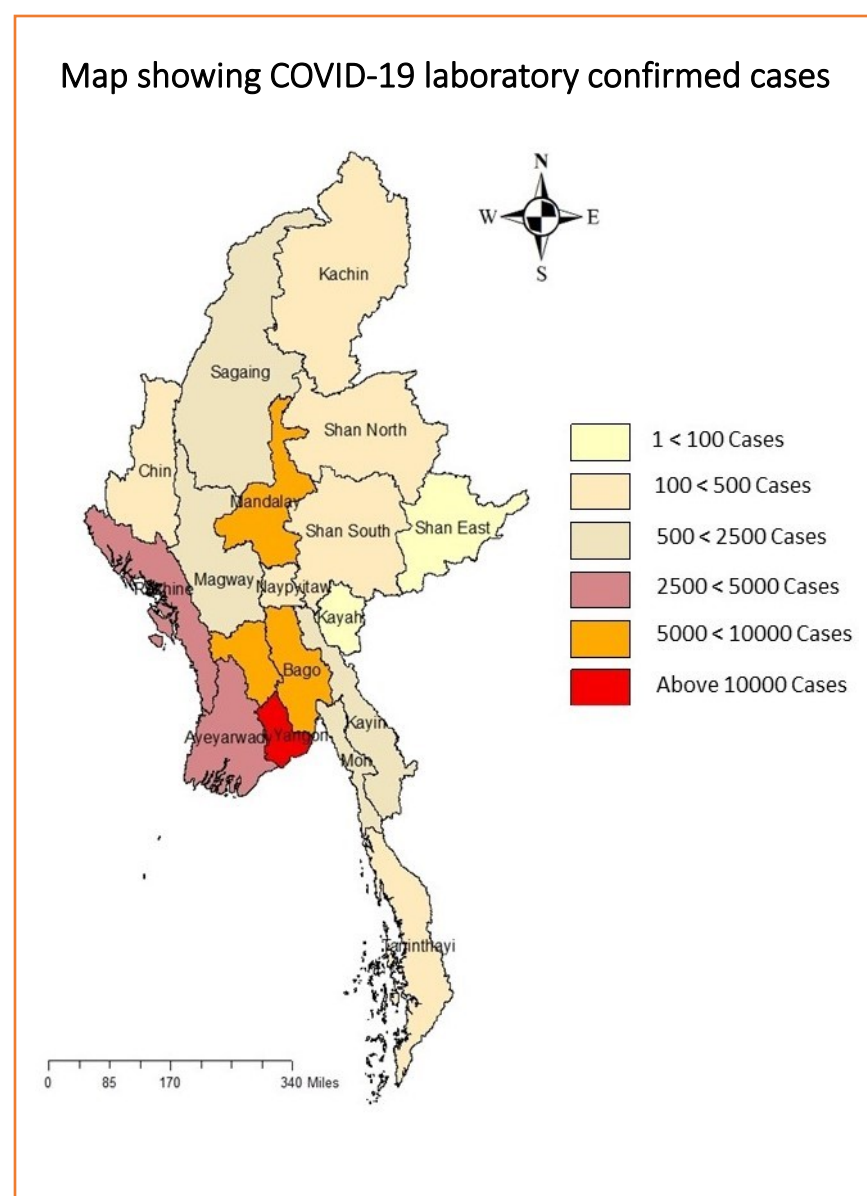 Map showing COVID-19 laboratory confirmed cases
N
W E
S
Kachin
Sagaing
Shan North
Chin
Mandalay
Shan South
Shan East
Magway
Naypyitaw
Rakhine
Kayah
Bago
Kayin
Ayeyarwady
Yangon
Mon
Taninthayi
1 < 100 Cases
100 < 500 Cases
500 < 2500 Cases
2500 < 5000 Cases
5000 < 10000 Cases
Above 10000 Cases
0 85 170 340 Miles